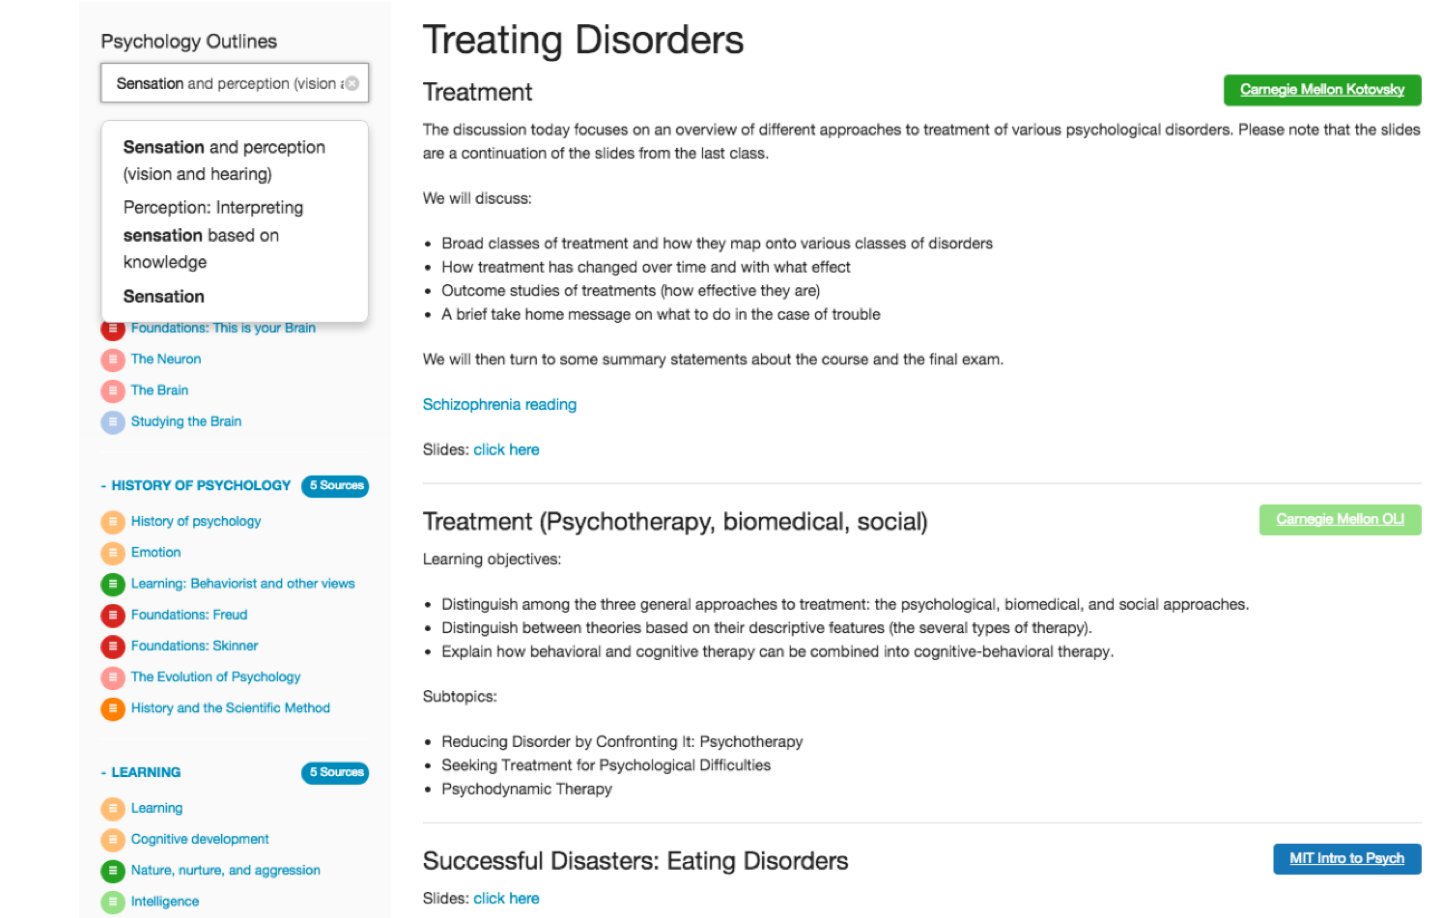 Psychology Outlines
Sensation and perception (vision a
Sensation and perception
(vision and hearing)
Perception: Interpreting
sensation based on
knowledge
Sensation
Foundations: This is your Brain
The Neuron
The Brain
Studying the Brain
- HISTORY OF PSYCHOLOGY 5 Sources
History of psychology
Emotion
Learning: Behaviorist and other views
Foundations: Freud
Foundations: Skinner
The Evolution of Psychology
History and the Scientific Method
- LEARNING 5 Sources
Learning
Cognitive development
Nature, nurture, and aggression
Intelligence
Treating Disorders
Treatment
Carnegie Mellon Kotovsky
The discussion today focuses on an overview of different approaches to treatment of various psychological disorders. Please note that the slides
are a continuation of the slides from the last class.
We will discuss:
• Broad classes of treatment and how they map onto various classes of disorders
• How treatment has changed over time and with what effect
• Outcome studies of treatments (how effective they are)
• A brief take home message on what to do in the case of trouble
We will then turn to some summary statements about the course and the final exam.
Schizophrenia reading
Slides: click here
Treatment (Psychotherapy, biomedical, social)
Carnegie Mellon OLI
Learning objectives:
• Distinguish among the three general approaches to treatment: the psychological, biomedical, and social approaches.
• Distinguish between theories based on their descriptive features (the several types of therapy).
• Explain how behavioral and cognitive therapy can be combined into cognitive-behavioral therapy.
Subtopics:
• Reducing Disorder by Confronting It: Psychotherapy
• Seeking Treatment for Psychological Difficulties
• Psychodynamic Therapy
Successful Disasters: Eating Disorders
MIT Intro to Psych
Slides: click here